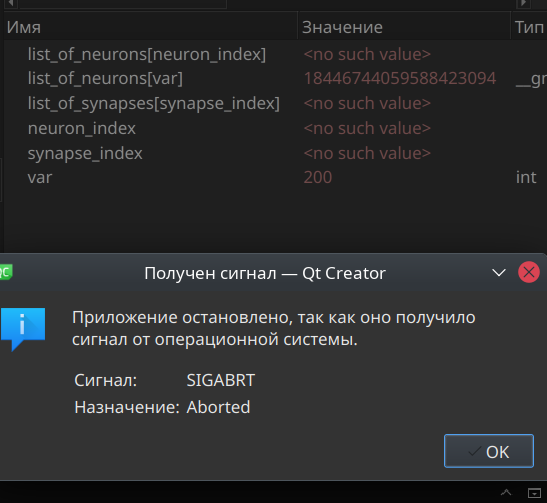 Имя Значение Тип
list_of_neurons[neuron_index] <no such value>
list_of_neurons[var] 18446744059588423094 __gr
list_of_synapses[synapse_index] <no such value>
neuron_index <no such value>
synapse_index <no such value>
var 200 int
QC Получен сигнал — Qt Creator
Приложение остановлено, так как оно получило
сигнал от операционной системы.
Сигнал: SIGABRT
Назначение: Aborted
OK